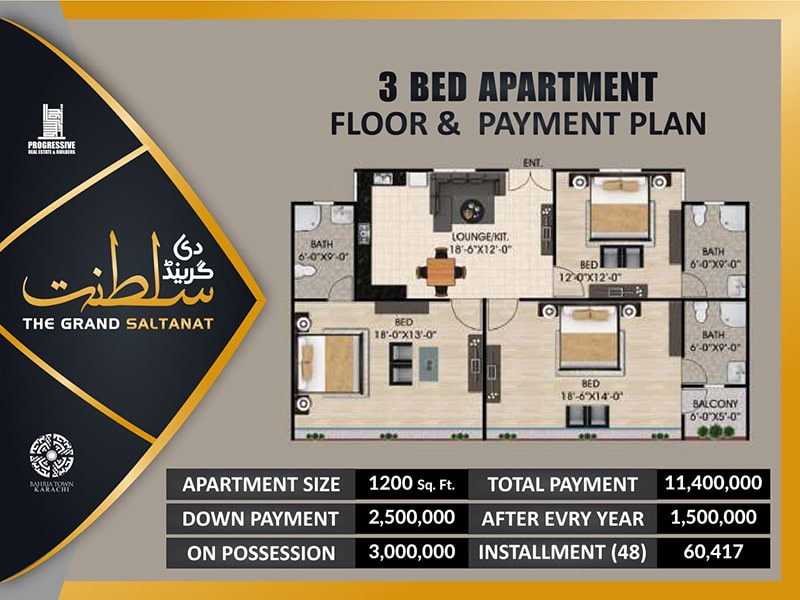 3 BED APARTMENT
FLOOR & PAYMENT PLAN
PROGRESSIVE
REAL ESTATE & BUILDERS
دی
گرینڈ
سلطنت
THE GRAND SALTANAT
BAHRIA TOWN
KARACHI
ENT.
LOUNGE/KIT.
18'-6"X12'-0"
BATH
6'-0"X9'-0"
BED
12'-0"X12'-0"
BATH
6'-0"X9'-0"
BED
18'-0"X13'-0"
BED
18'-6"X14'-0"
BATH
6'-0"X9'-0"
BALCONY
6'-0"X5'-0"
APARTMENT SIZE 1200 Sq. Ft. TOTAL PAYMENT 11,400,000
DOWN PAYMENT 2,500,000 AFTER EVRY YEAR 1,500,000
ON POSSESSION 3,000,000 INSTALLMENT (48) 60,417